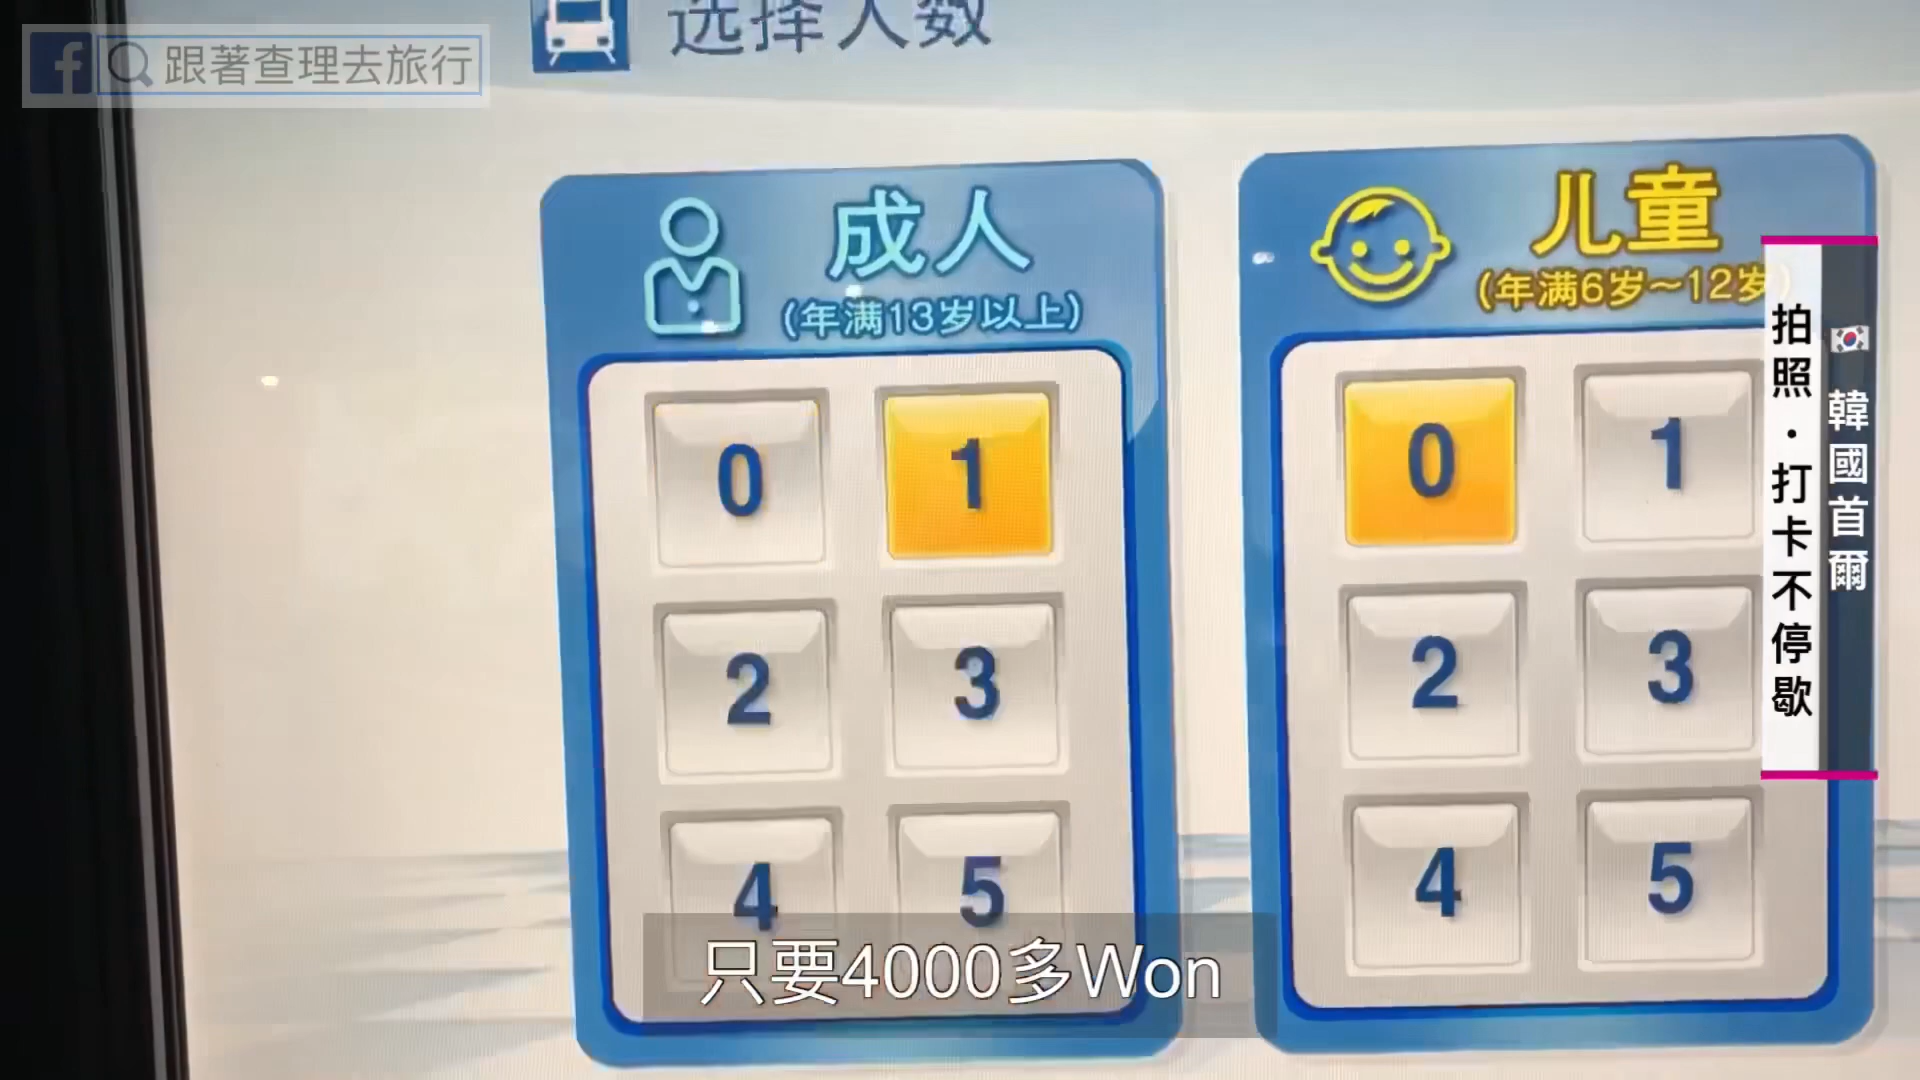 选择人数
f 跟著查理去旅行
成人
(年满13岁以上)
0 1
2 3
4 5
儿童
(年满6岁~12岁)
0 1
2 3
4 5
韓國首爾
拍照·打卡不停歇
只要4000多Won